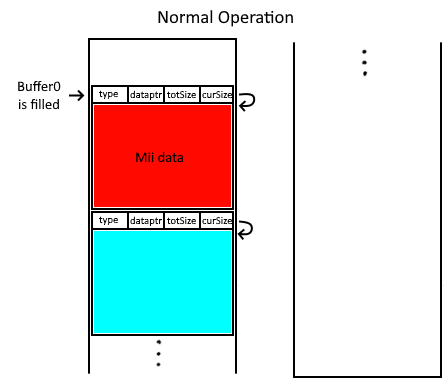 Normal Operation
Buffer0
is filled
type dataptr totSize curSize
Mii data
type dataptr totSize curSize